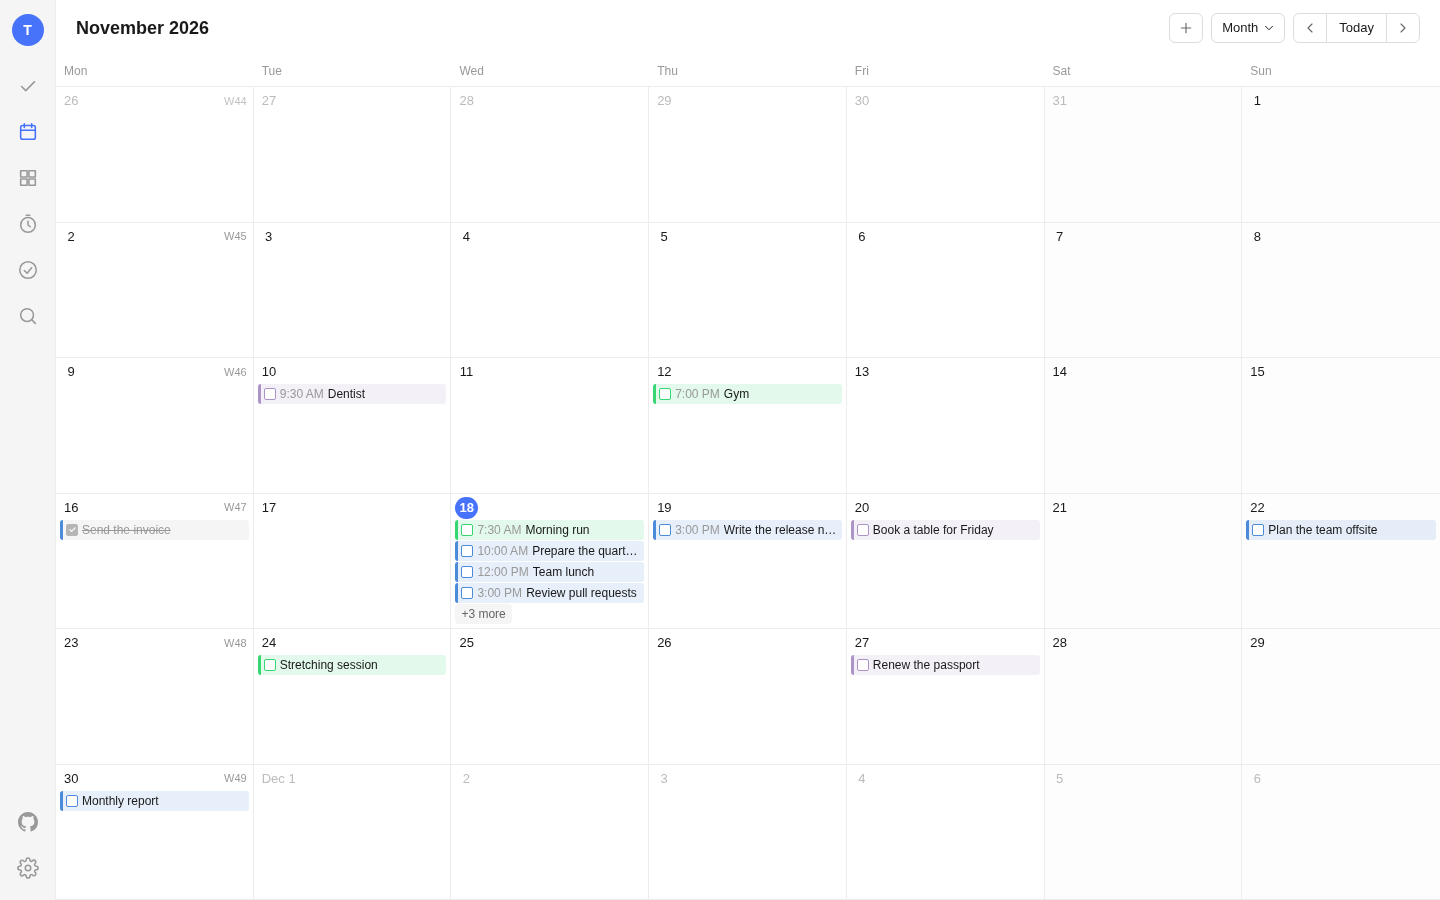 T
November 2026
Month
Today
Mon Tue Wed Thu Fri Sat Sun
26 W44 27 28 29 30 31 1
2 W45 3 4 5 6 7 8
9 W46 10 11 12 13 14 15
9:30 AM Dentist
7:00 PM Gym
16 W47 17 18 19 20 21 22
Send the invoice
7:30 AM Morning run
10:00 AM Prepare the quart…
12:00 PM Team lunch
3:00 PM Review pull requests
+3 more
3:00 PM Write the release n…
Book a table for Friday
Plan the team offsite
23 W48 24 25 26 27 28 29
Stretching session
Renew the passport
30 W49 Dec 1 2 3 4 5 6
Monthly report